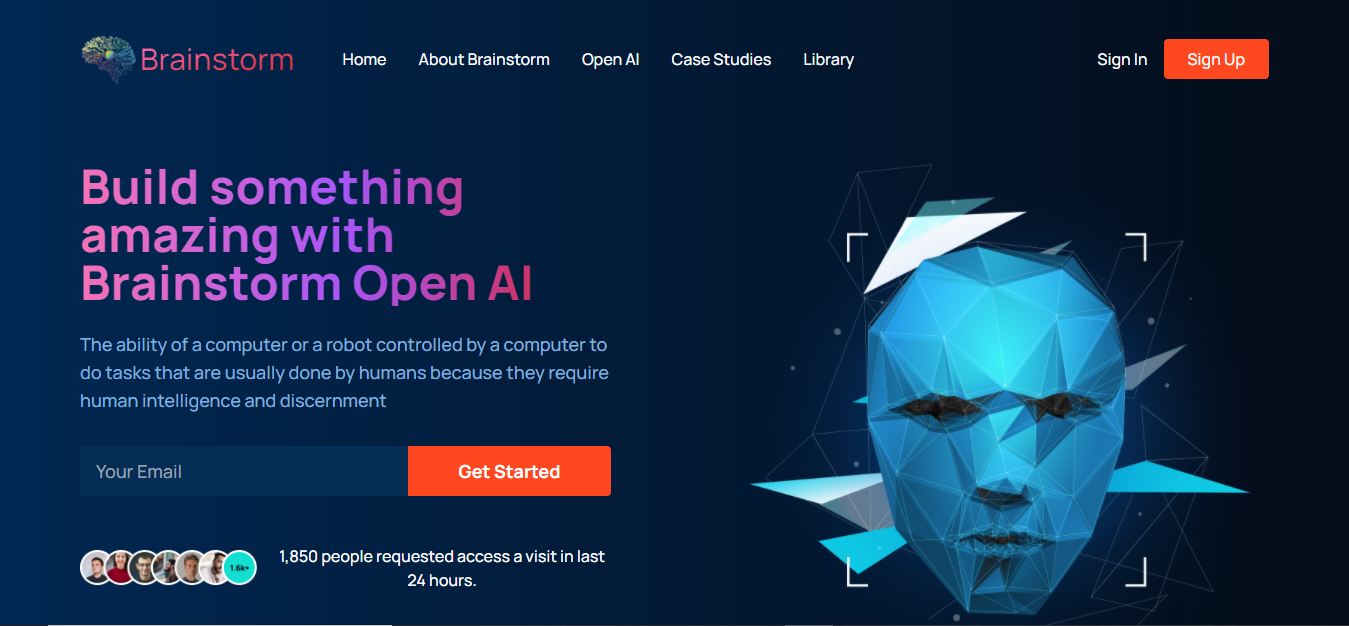 Brainstorm
Home
About Brainstorm
Open AI
Case Studies
Library
Sign In
Sign Up
Build something
amazing with
Brainstorm Open AI
The ability of a computer or a robot controlled by a computer to
do tasks that are usually done by humans because they require
human intelligence and discernment
Your Email
Get Started
1.6k+
1,850 people requested access a visit in last
24 hours.